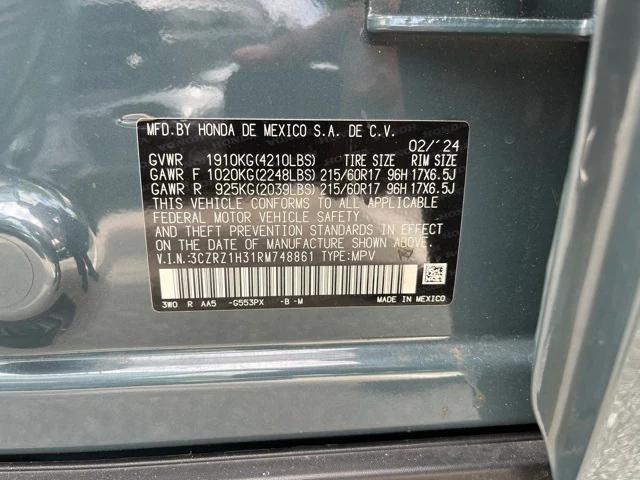 MFD.BY HONDA DE MEXICO S.A. DE C.V.
02/'24
GVWR 1910KG(4210LBS) TIRE SIZE RIM SIZE
GAWR F 1020KG(2248LBS) 215/60R17 96H 17X6.5J
GAWR R 925KG(2039LBS) 215/60R17 96H 17X6.5J
THIS VEHICLE CONFORMS TO ALL APPLICABLE
FEDERAL MOTOR VEHICLE SAFETY, BUMPER,
AND THEFT PREVENTION STANDARDS IN EFFECT
ON THE DATE OF MANUFACTURE SHOWN ABOVE.
V.I.N.:3CZRZ1H31RM748861 TYPE:MPV
3WO R AA5 -G553PX -B -M MADE IN MEXICO